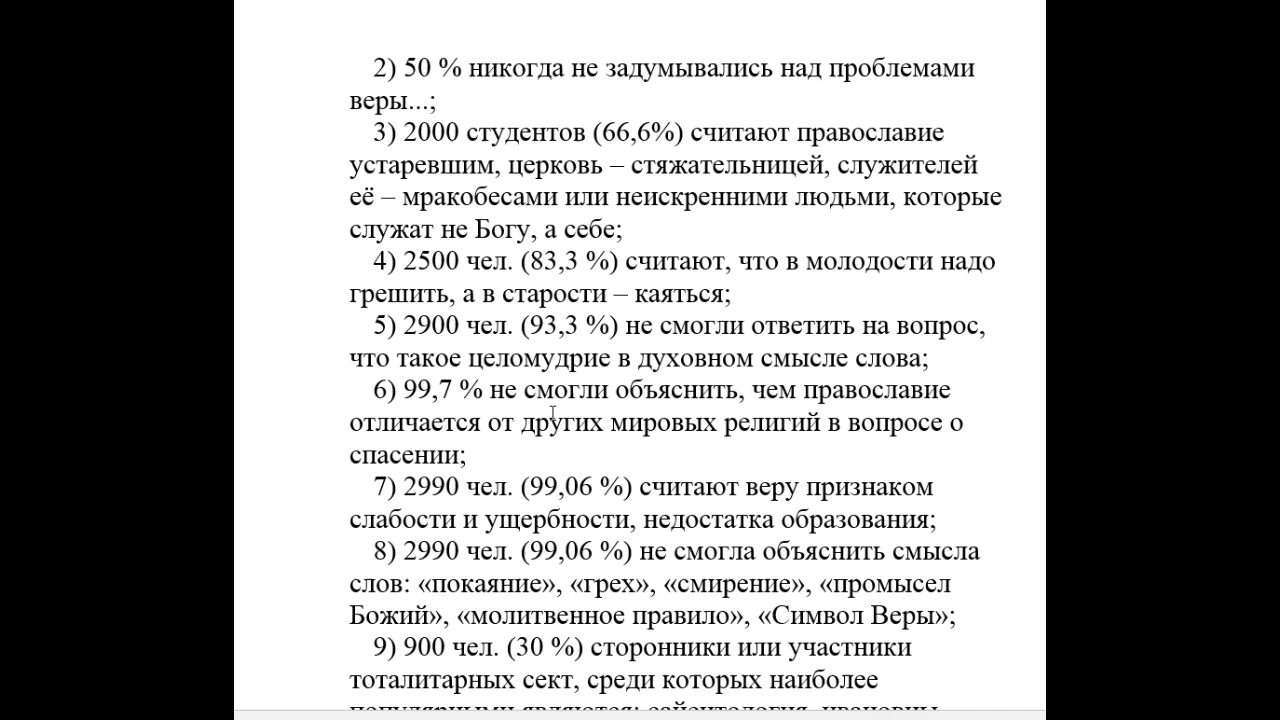 2) 50 % никогда не задумывались над проблемами
веры...;
3) 2000 студентов (66,6%) считают православие
устаревшим, церковь – стяжательницей, служителей
её – мракобесами или неискренними людьми, которые
служат не Богу, а себе;
4) 2500 чел. (83,3 %) считают, что в молодости надо
грешить, а в старости – каяться;
5) 2900 чел. (93,3 %) не смогли ответить на вопрос,
что такое целомудрие в духовном смысле слова;
6) 99,7 % не смогли объяснить, чем православие
отличается от других мировых религий в вопросе о
спасении;
7) 2990 чел. (99,06 %) считают веру признаком
слабости и ущербности, недостатка образования;
8) 2990 чел. (99,06 %) не смогла объяснить смысла
слов: «покаяние», «грех», «смирение», «промысел
Божий», «молитвенное правило», «Символ Веры»;
9) 900 чел. (30 %) сторонники или участники
тоталитарных сект, среди которых наиболее